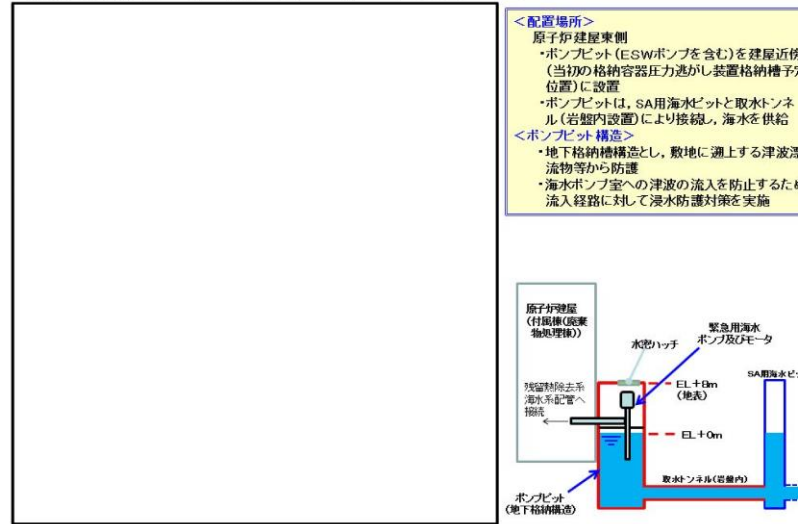 <配置場所>
原子炉建屋東側
・ポンプピット(ESWポンプを含む)を建屋近傍
(当初の格納容器圧力逃がし装置格納槽予定
位置)に設置
・ポンプピットは，SA用海水ピットと取水トンネ
ル(岩盤内設置)により接続し，海水を供給
<ポンプピット構造>
・地下格納槽構造とし，敷地に遡上する津波漂
流物等から防護
・海水ポンプ室への津波の流入を防止するため
流入経路に対して浸水防護対策を実施
原子炉建屋
(付属棟(廃棄
物処理棟))
水密ハッチ
緊急用海水
ポンプ及びモータ
残留熱除去系
海水系配管へ
接続
EL+8m
(地表)
SA用海水ピッ
EL+0m
取水トンネル(岩盤内)
ポンプピット
(地下格納構造)